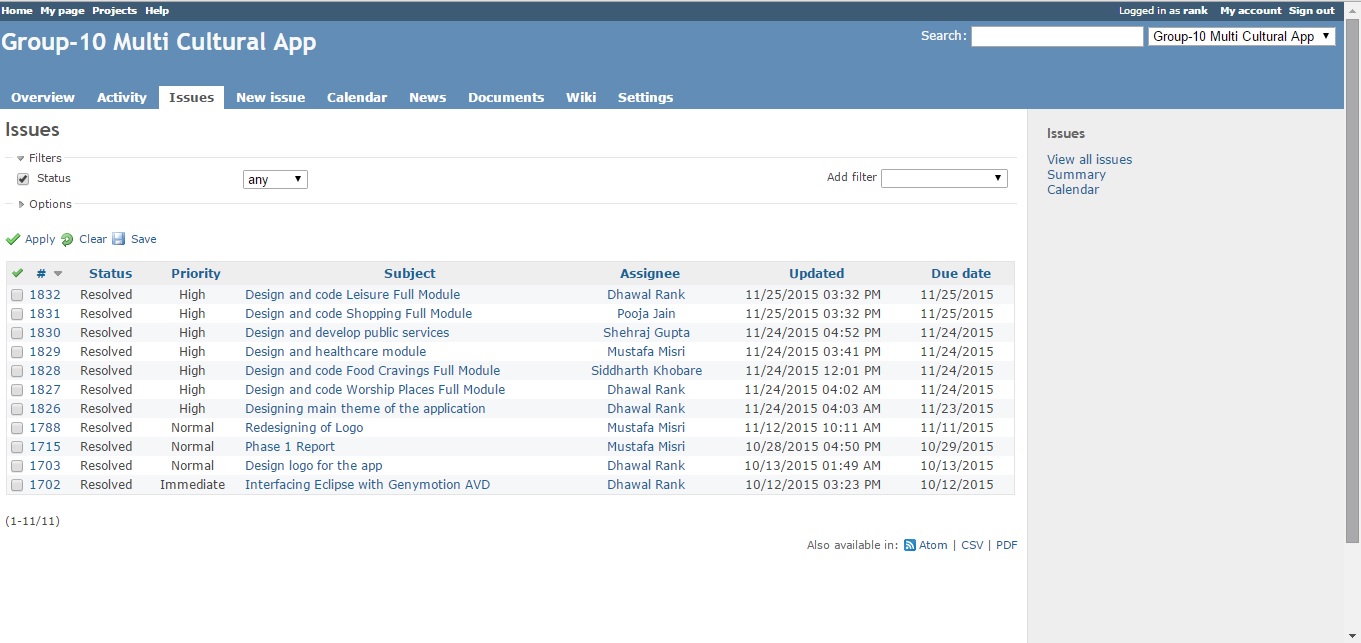 Home My page Projects Help Logged in as rank My account Sign out
Group-10 Multi Cultural App Search: Group-10 Multi Cultural App
Overview Activity Issues New issue Calendar News Documents Wiki Settings
Issues
Filters
Status any Add filter
Options
Apply Clear Save
# Status Priority Subject Assignee Updated Due date
1832 Resolved High Design and code Leisure Full Module Dhawal Rank 11/25/2015 03:32 PM 11/25/2015
1831 Resolved High Design and code Shopping Full Module Pooja Jain 11/25/2015 03:32 PM 11/25/2015
1830 Resolved High Design and develop public services Shehraj Gupta 11/24/2015 04:52 PM 11/24/2015
1829 Resolved High Design and healthcare module Mustafa Misri 11/24/2015 03:41 PM 11/24/2015
1828 Resolved High Design and code Food Cravings Full Module Siddharth Khobare 11/24/2015 12:01 PM 11/24/2015
1827 Resolved High Design and code Worship Places Full Module Dhawal Rank 11/24/2015 04:02 AM 11/24/2015
1826 Resolved High Designing main theme of the application Dhawal Rank 11/24/2015 04:03 AM 11/23/2015
1788 Resolved Normal Redesigning of Logo Mustafa Misri 11/12/2015 10:11 AM 11/11/2015
1715 Resolved Normal Phase 1 Report Mustafa Misri 10/28/2015 04:50 PM 10/29/2015
1703 Resolved Normal Design logo for the app Dhawal Rank 10/13/2015 01:49 AM 10/13/2015
1702 Resolved Immediate Interfacing Eclipse with Genymotion AVD Dhawal Rank 10/12/2015 03:23 PM 10/12/2015
(1-11/11)
Also available in: Atom | CSV | PDF
Issues
View all issues
Summary
Calendar